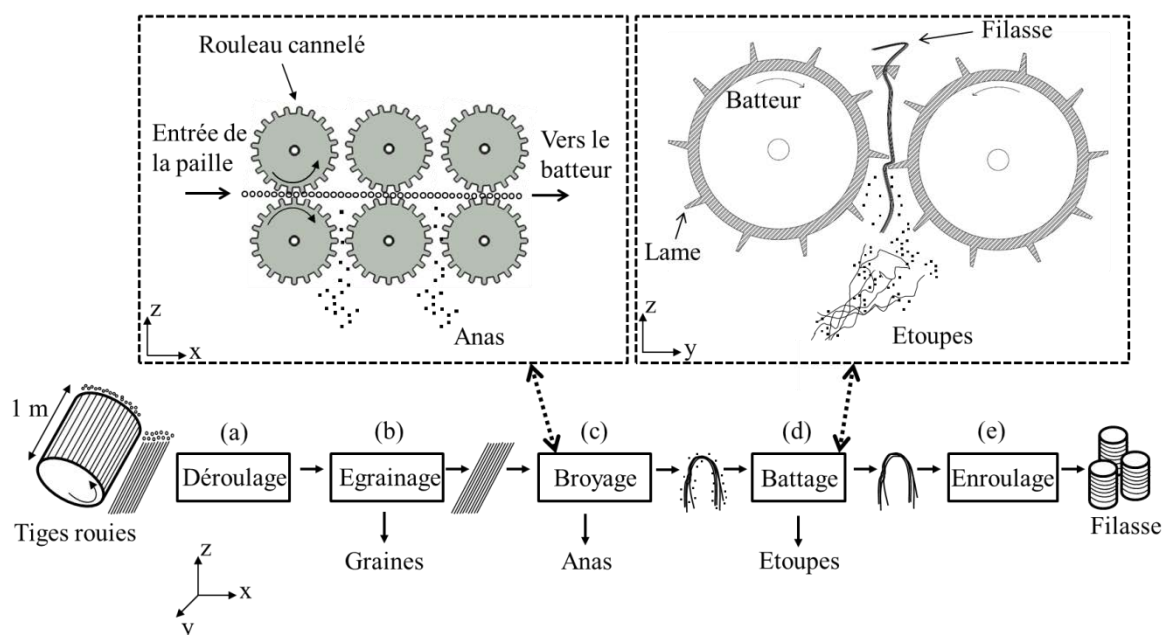 Rouleau cannelé
Entrée de
la paille
Vers le
batteur
Anas
z
x
Filasse
Batteur
Lame
Etoupes
z
y
1 m
Tiges rouies
(a)
Déroulage
(b)
Egrainage
Graines
(c)
Broyage
Anas
(d)
Battage
Etoupes
(e)
Enroulage
Filasse
z
x
y